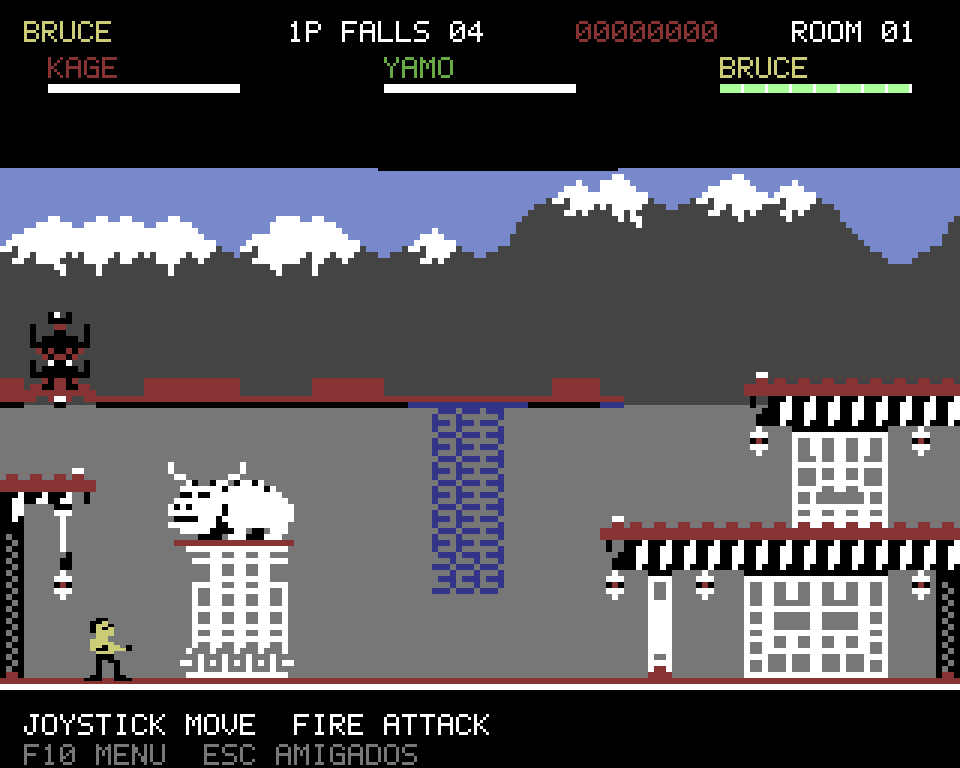 BRUCE 1P FALLS 04 00000000 ROOM 01
KAGE YAMO BRUCE
JOYSTICK MOVE FIRE ATTACK
F10 MENU ESC AMIGADOS